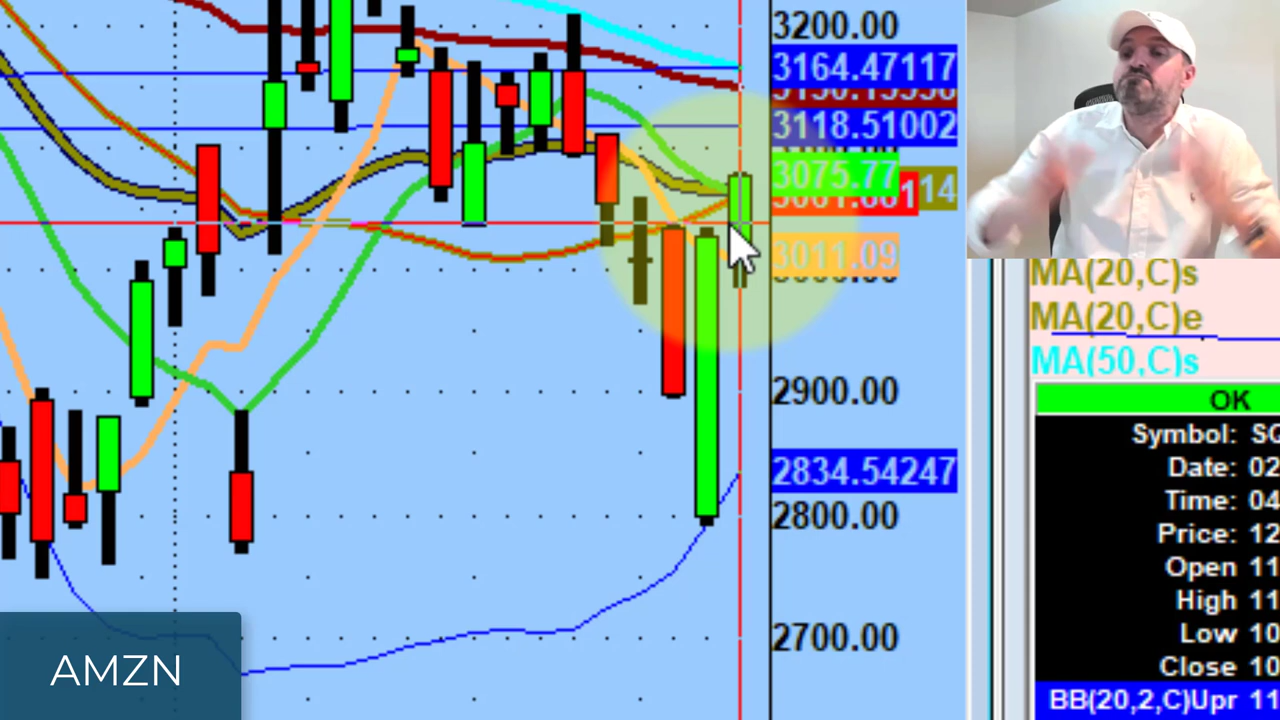 3200.00
3164.47117
3118.51002
3075.77
14
3011.09
2900.00
2834.54247
2800.00
2700.00
AMZN
MA(20,C)s
MA(20,C)e
MA(50,C)s
OK
Symbol:
Date: 02
Time: 04
Price: 12
Open 11
High 11
Low 10
Close 10
BB(20,2,C)Upr 11